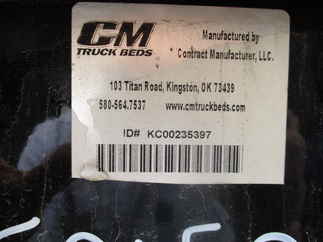 CM
TRUCK BEDS
Manufactured by
Contract Manufacturer, LLC.
103 Titan Road, Kingston, OK 73439
580-564.7537 www.cmtruckbeds.com
ID# KC00235397